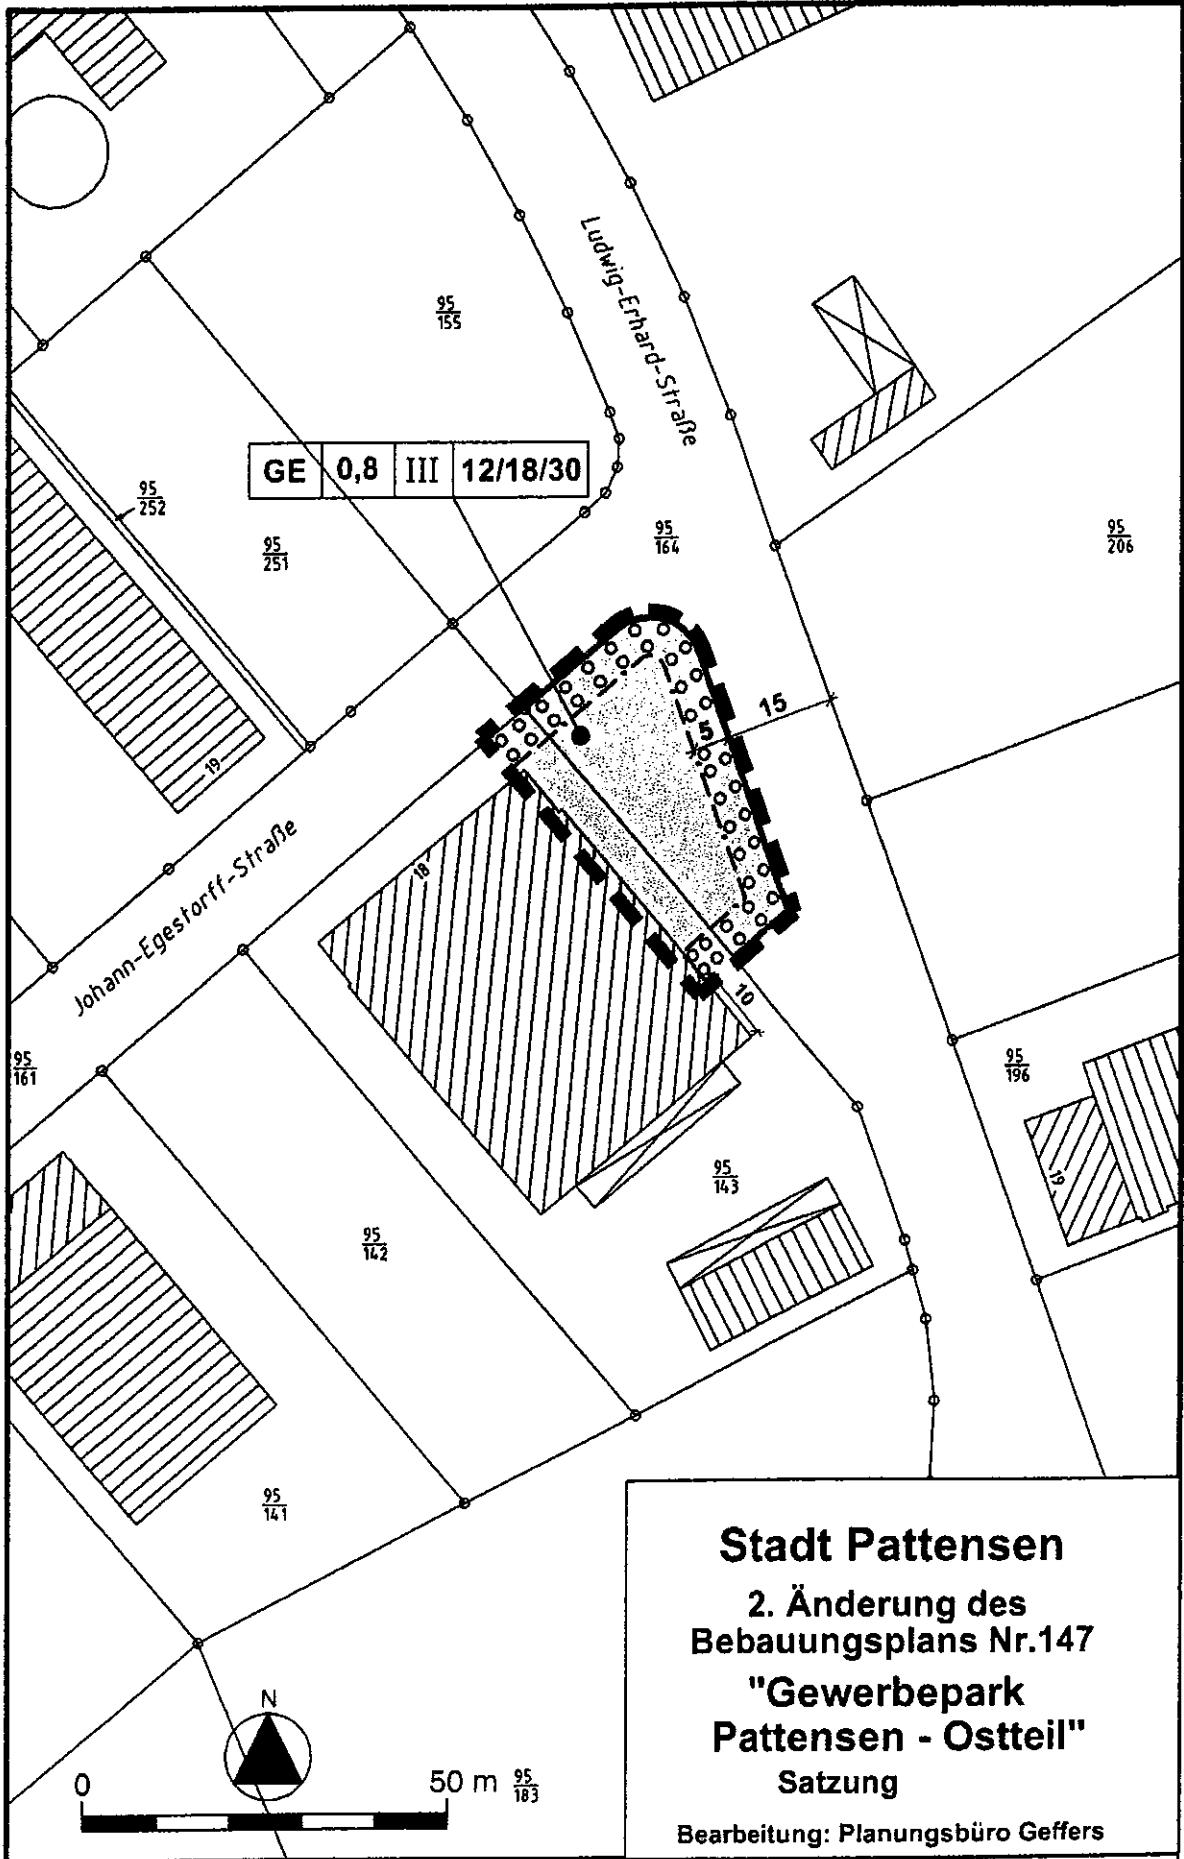 Ludwig-Erhard-Straße
95
155
GE 0,8 III 12/18/30
95
252
95
251
95
164
95
206
15
5
19
18
Johann-Egestorff-Straße
10
95
161
95
196
19
95
143
95
142
95
141
Stadt Pattensen
2. Änderung des
Bebauungsplans Nr.147
"Gewerbepark
Pattensen - Ostteil"
Satzung
Bearbeitung: Planungsbüro Geffers
N
0 50 m
95
183